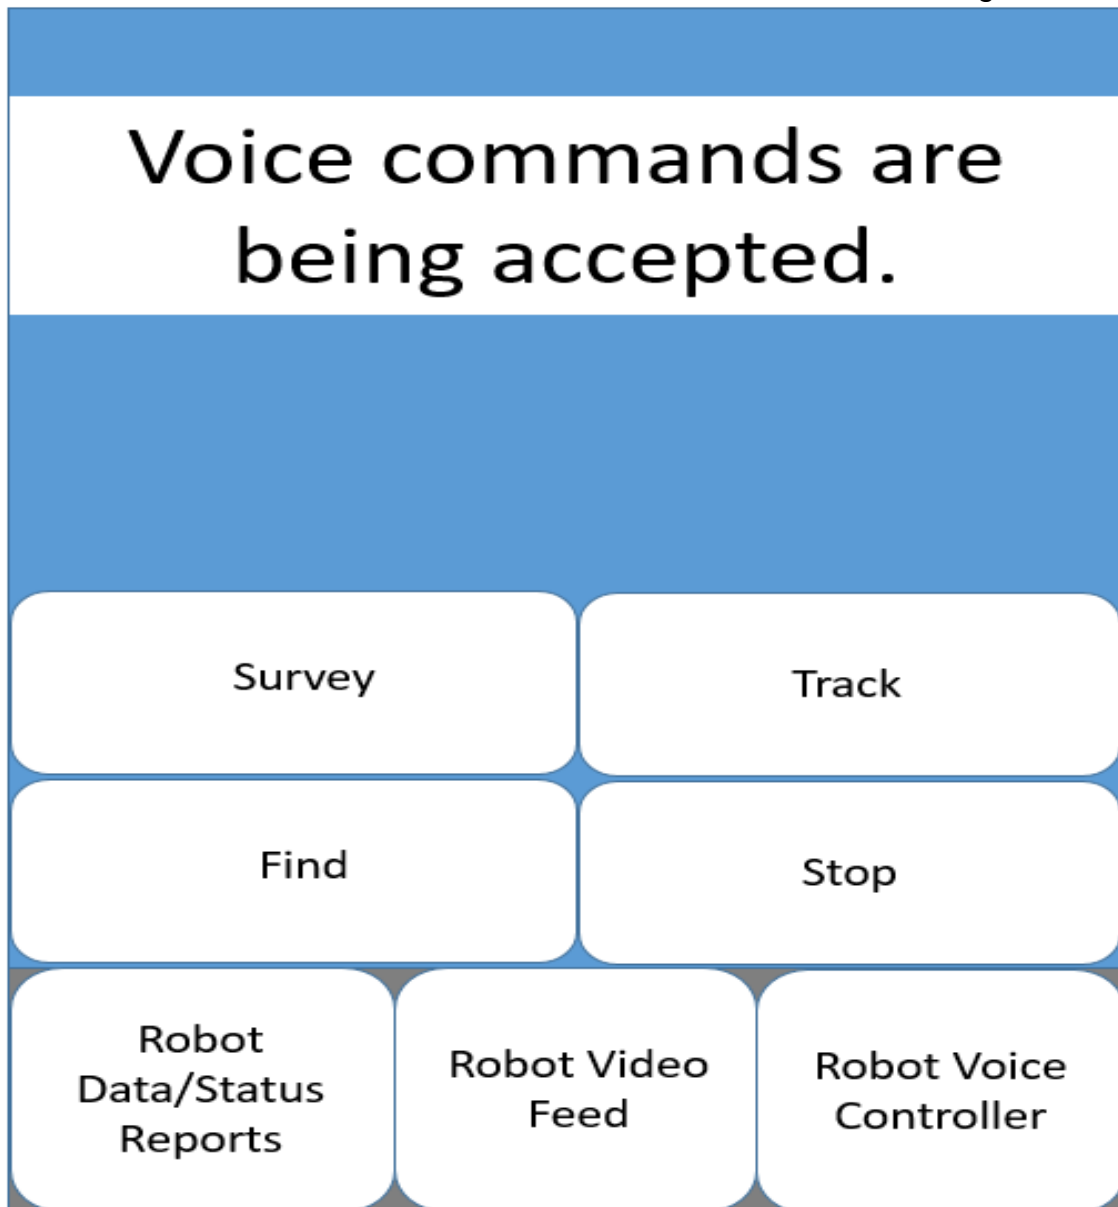 Voice commands are
being accepted.
Survey
Track
Find
Stop
Robot
Data/Status
Reports
Robot Video
Feed
Robot Voice
Controller